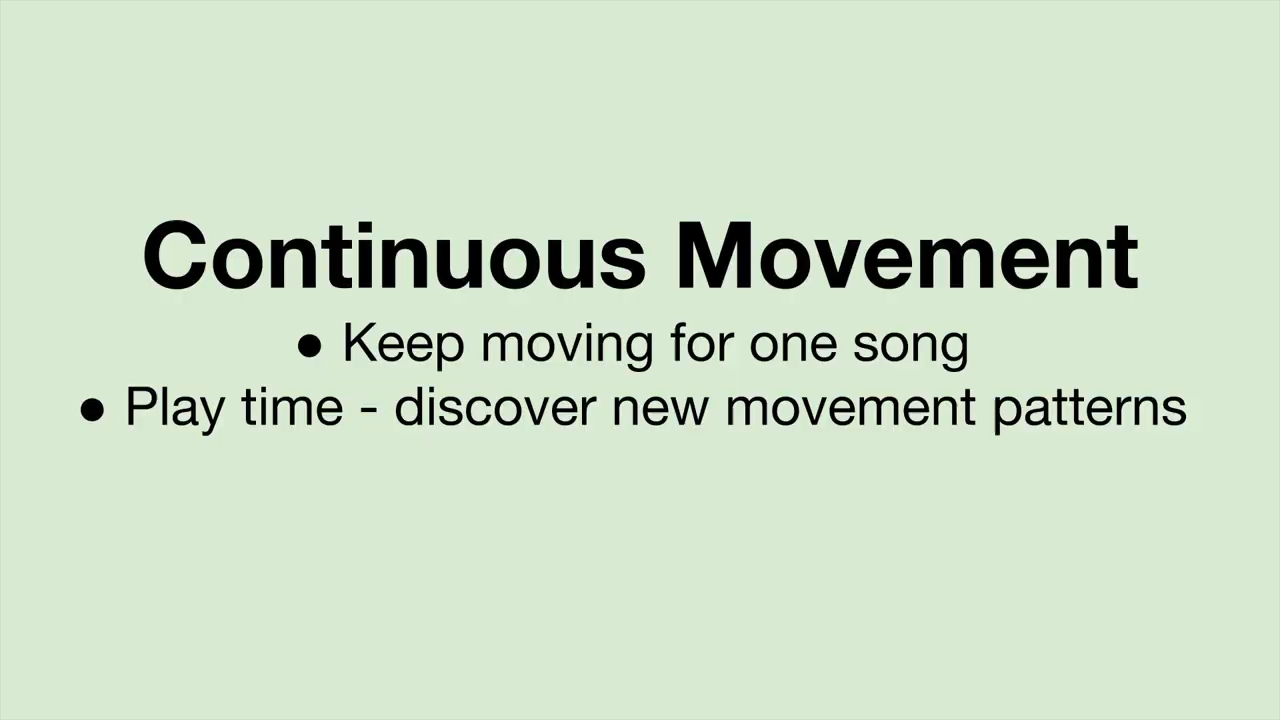 Continuous Movement
● Keep moving for one song
● Play time - discover new movement patterns